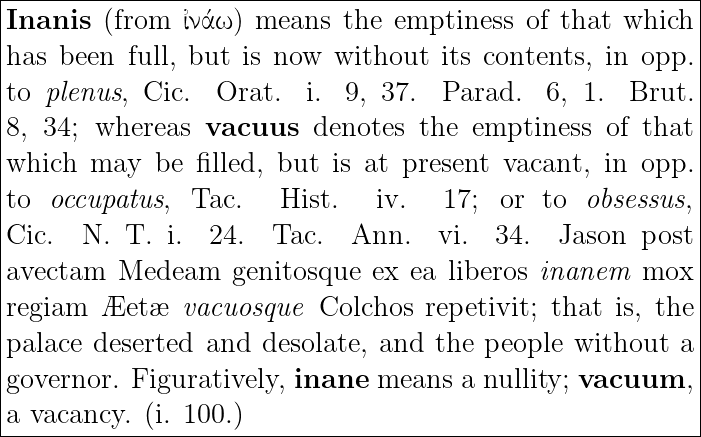 Inanis (from ἰνάω) means the emptiness of that which
has been full, but is now without its contents, in opp.
to plenus, Cic. Orat. i. 9, 37. Parad. 6, 1. Brut.
8, 34; whereas vacuus denotes the emptiness of that
which may be filled, but is at present vacant, in opp.
to occupatus, Tac. Hist. iv. 17; or to obsessus,
Cic. N. T. i. 24. Tac. Ann. vi. 34. Jason post
avectam Medeam genitosque ex ea liberos inanem mox
regiam Æetæ vacuosque Colchos repetivit; that is, the
palace deserted and desolate, and the people without a
governor. Figuratively, inane means a nullity; vacuum,
a vacancy. (i. 100.)